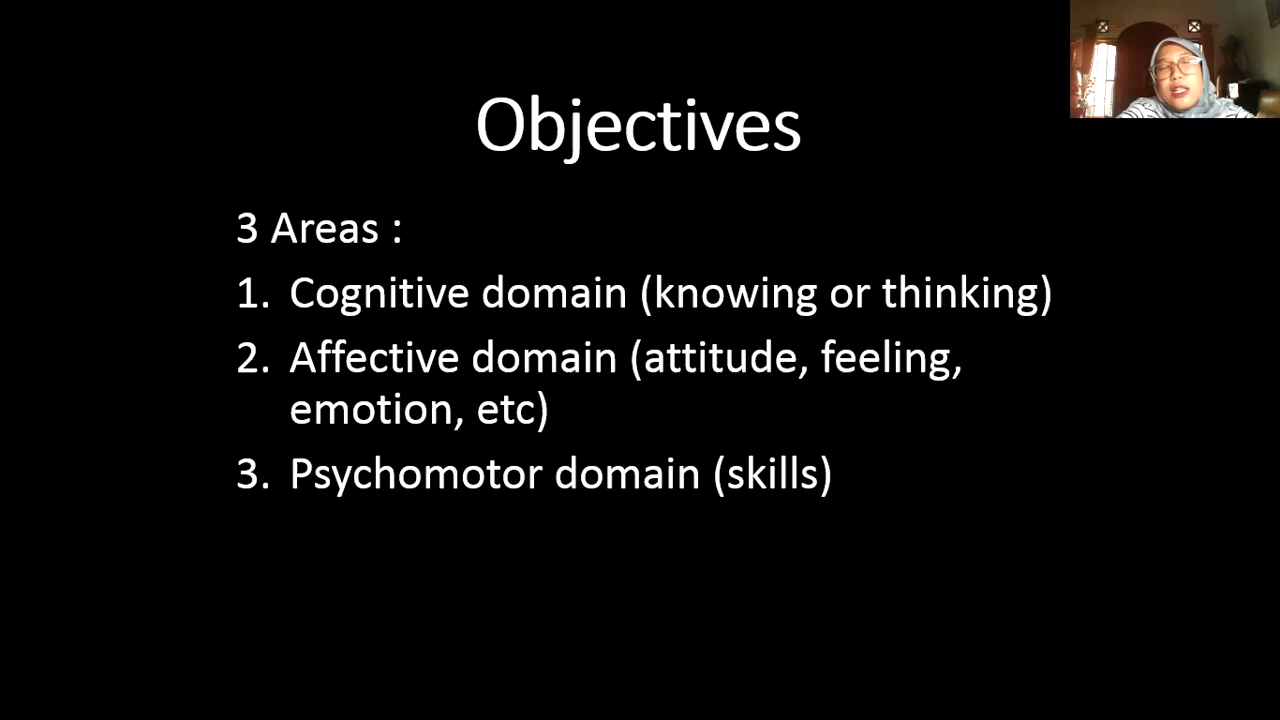 Objectives
3 Areas :
1. Cognitive domain (knowing or thinking)
2. Affective domain (attitude, feeling,
emotion, etc)
3. Psychomotor domain (skills)